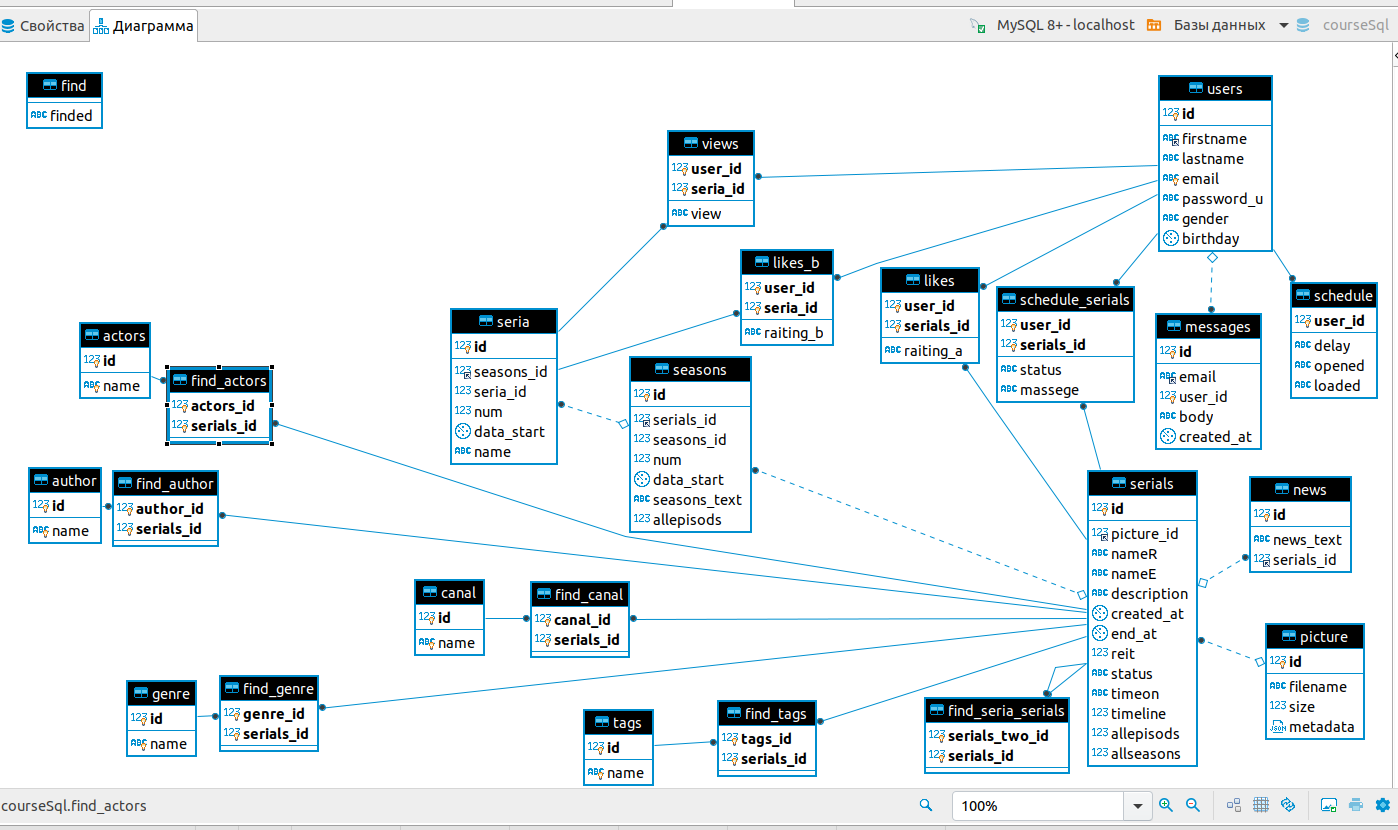 Свойства
Диаграмма
MySQL 8+ - localhost
Базы данных
courseSql
find
finded
users
id
firstname
lastname
email
password_u
gender
birthday
views
user_id
seria_id
view
likes_b
user_id
seria_id
raiting_b
likes
user_id
serials_id
raiting_a
schedule_serials
user_id
serials_id
status
massege
schedule
user_id
delay
opened
loaded
messages
id
email
user_id
body
created_at
seria
id
seasons_id
seria_id
num
data_start
name
seasons
id
serials_id
seasons_id
num
data_start
seasons_text
allepisods
actors
id
name
find_actors
actors_id
serials_id
author
id
name
find_author
author_id
serials_id
serials
id
picture_id
nameR
nameE
description
created_at
end_at
reit
status
timeon
timeline
allepisods
allseasons
news
id
news_text
serials_id
canal
id
name
find_canal
canal_id
serials_id
picture
id
filename
size
metadata
genre
id
name
find_genre
genre_id
serials_id
tags
id
name
find_tags
tags_id
serials_id
find_seria_serials
serials_two_id
serials_id
courseSql.find_actors
100%